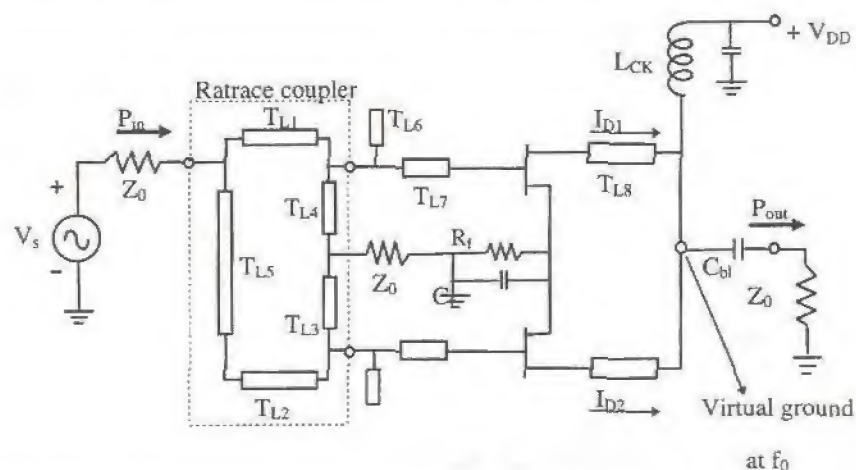 + V_DD
L_CK
Ratrace coupler
P_in
T_L1
T_L6
I_D1
Z_0
T_L7
T_L8
T_L4
P_out
+
V_s
-
R_f
T_L5
Z_0
C
C_bl
Z_0
T_L3
T_L2
I_D2
Virtual ground
at f_0